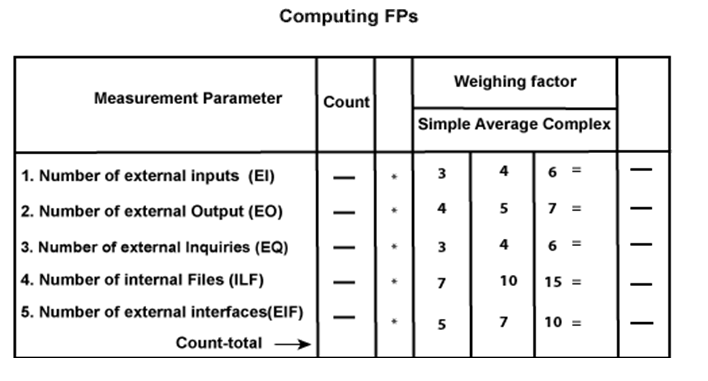 Computing FPs
Measurement Parameter Count Weighing factor
Simple Average Complex
1. Number of external inputs (EI) — * 3 4 6 = —
2. Number of external Output (EO) — * 4 5 7 = —
3. Number of external Inquiries (EQ) — * 3 4 6 = —
4. Number of internal Files (ILF) — * 7 10 15 = —
5. Number of external interfaces(EIF) — * 5 7 10 = —
Count-total →